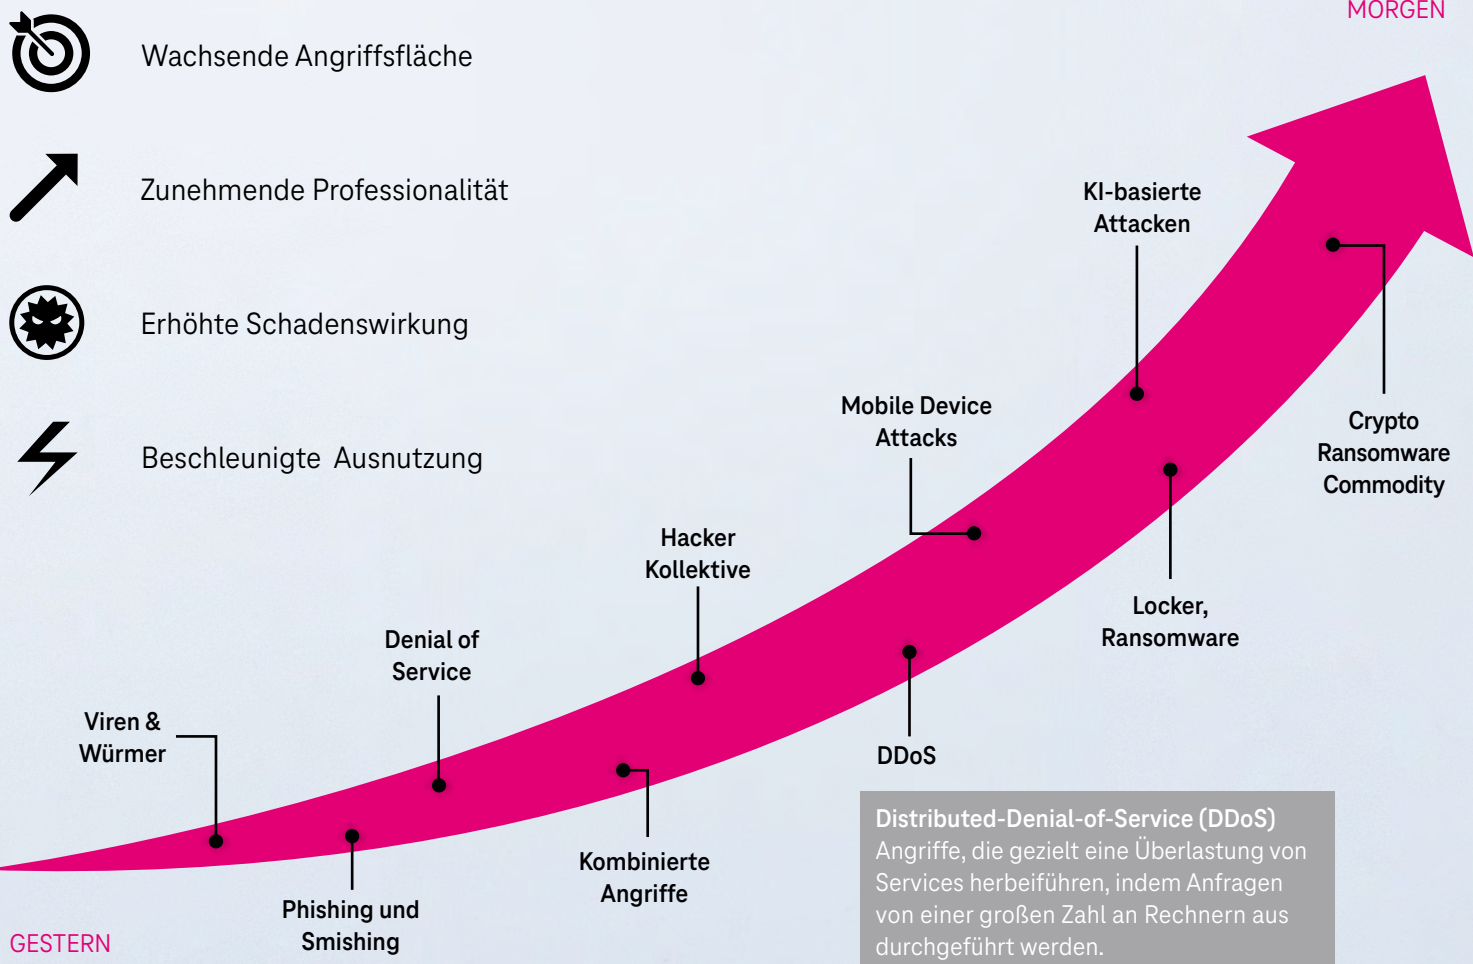 MORGEN
Wachsende Angriffsfläche
Zunehmende Professionalität
Erhöhte Schadenswirkung
Beschleunigte Ausnutzung
KI-basierte
Attacken
Crypto
Ransomware
Commodity
Mobile Device
Attacks
Locker,
Ransomware
Hacker
Kollektive
DDoS
Denial of
Service
Kombinierte
Angriffe
Viren &
Würmer
Phishing und
Smishing
GESTERN
Distributed-Denial-of-Service (DDoS)
Angriffe, die gezielt eine Überlastung von
Services herbeiführen, indem Anfragen
von einer großen Zahl an Rechnern aus
durchgeführt werden.